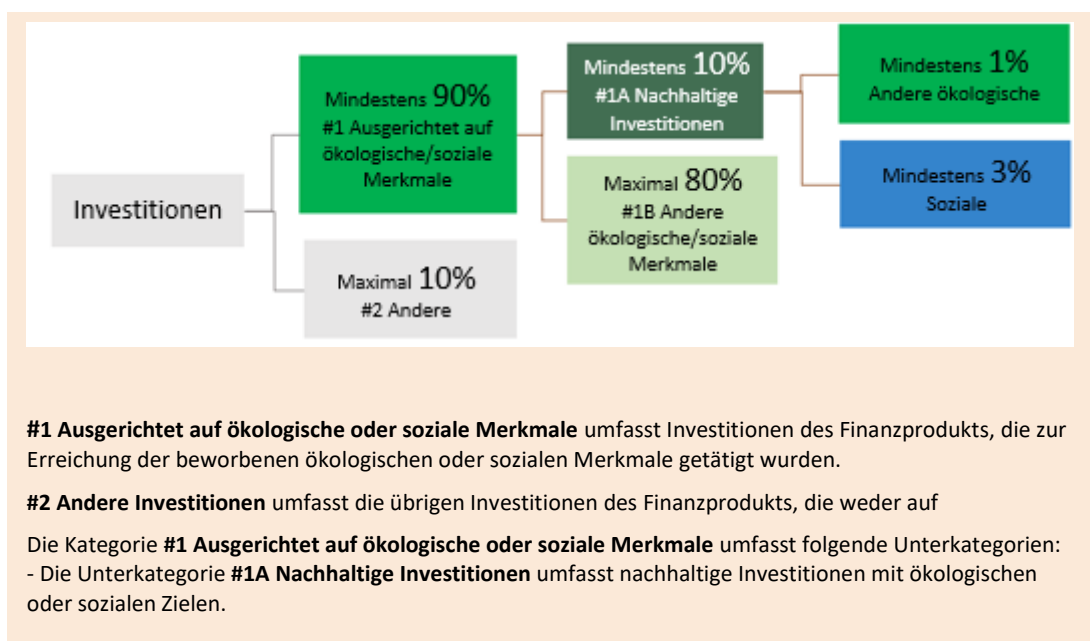 Investitionen
Mindestens 90%
#1 Ausgerichtet auf
ökologische/soziale
Merkmale
Maximal 10%
#2 Andere
Mindestens 10%
#1A Nachhaltige
Investitionen
Maximal 80%
#1B Andere
ökologische/soziale
Merkmale
Mindestens 1%
Andere ökologische
Mindestens 3%
Soziale
#1 Ausgerichtet auf ökologische oder soziale Merkmale umfasst Investitionen des Finanzprodukts, die zur
Erreichung der beworbenen ökologischen oder sozialen Merkmale getätigt wurden.
#2 Andere Investitionen umfasst die übrigen Investitionen des Finanzprodukts, die weder auf
Die Kategorie #1 Ausgerichtet auf ökologische oder soziale Merkmale umfasst folgende Unterkategorien:
- Die Unterkategorie #1A Nachhaltige Investitionen umfasst nachhaltige Investitionen mit ökologischen
oder sozialen Zielen.